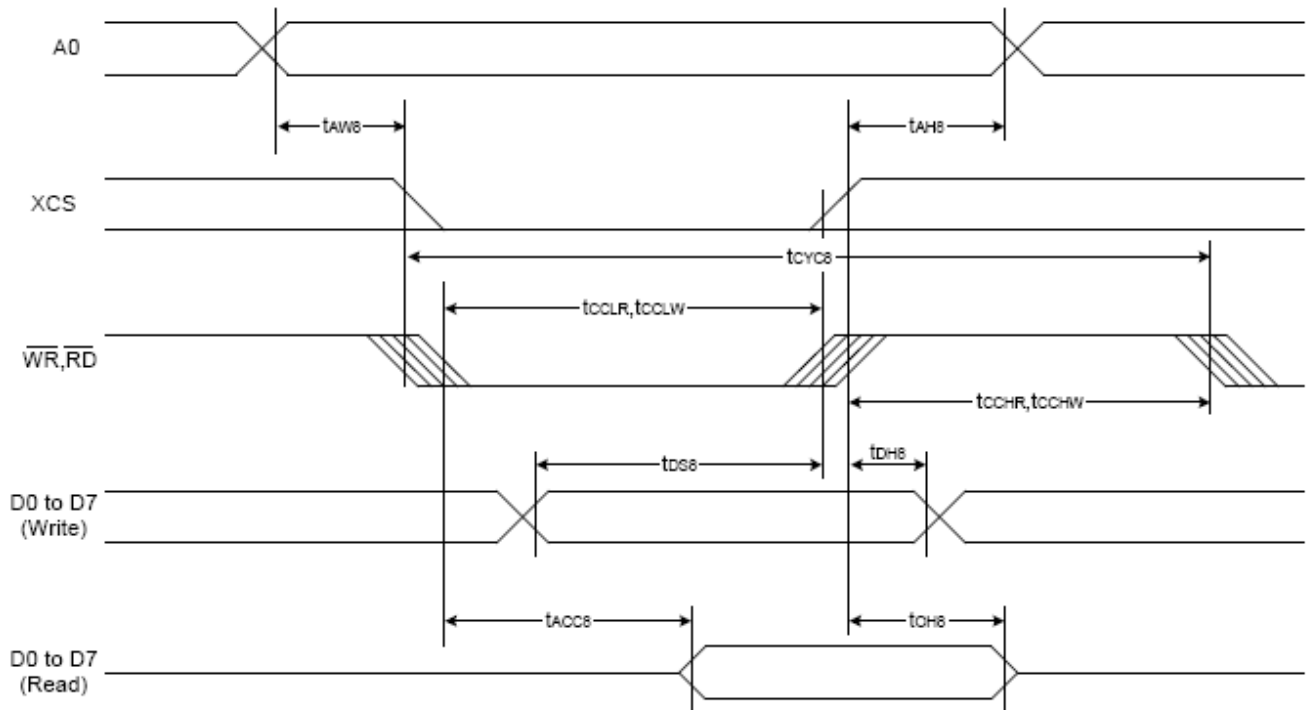 A0
tAW8
tAH8
XCS
tCYC8
tCCLR,tCCLW
WR,RD
tCCHR,tCCHW
tDS8
tDH8
D0 to D7
(Write)
tACC8
tOH8
D0 to D7
(Read)